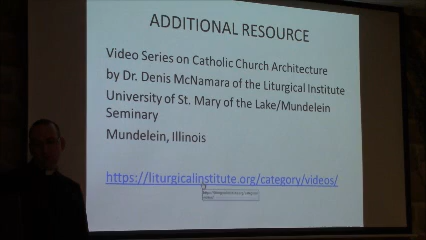 ADDITIONAL RESOURCE
Video Series on Catholic Church Architecture
by Dr. Denis McNamara of the Liturgical Institute
University of St. Mary of the Lake/Mundelein
Seminary
Mundelein, Illinois
https://liturgicalinstitute.org/category/videos/